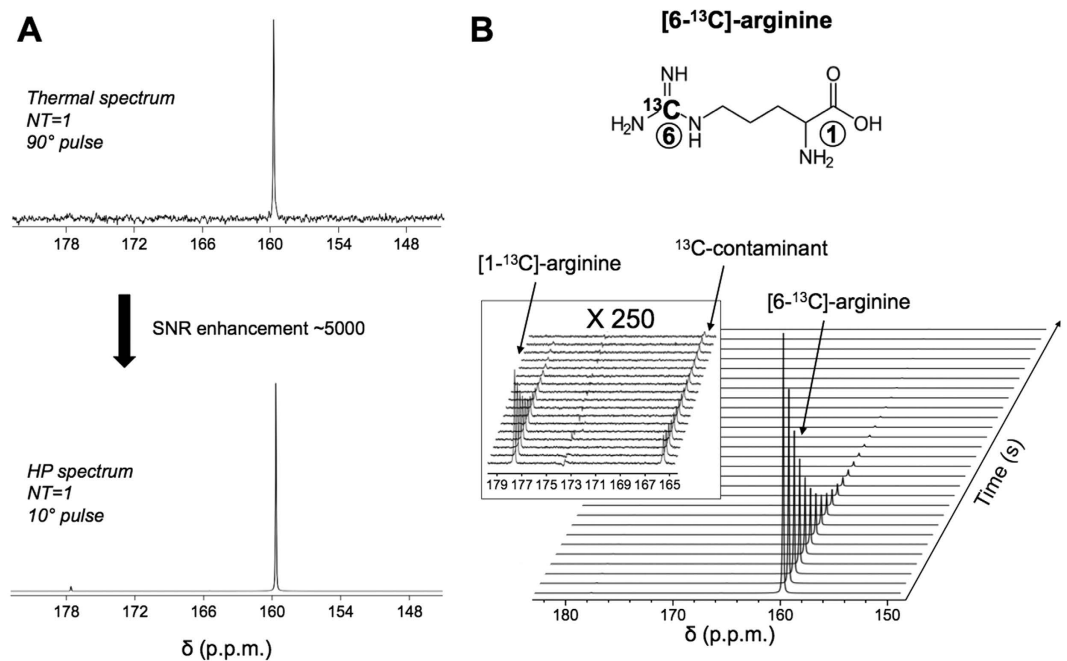 A
Thermal spectrum
NT=1
90° pulse
178 172 166 160 154 148
SNR enhancement ~5000
HP spectrum
NT=1
10° pulse
178 172 166 160 154 148
δ (p.p.m.)
B
[6-¹³C]-arginine
NH
O
¹³C
H₂N
N
H
OH
6
1
NH₂
¹³C-contaminant
[1-¹³C]-arginine
[6-¹³C]-arginine
X 250
179 177 175 173 171 169 167 165
Time (s)
180 170 160 150
δ (p.p.m.)